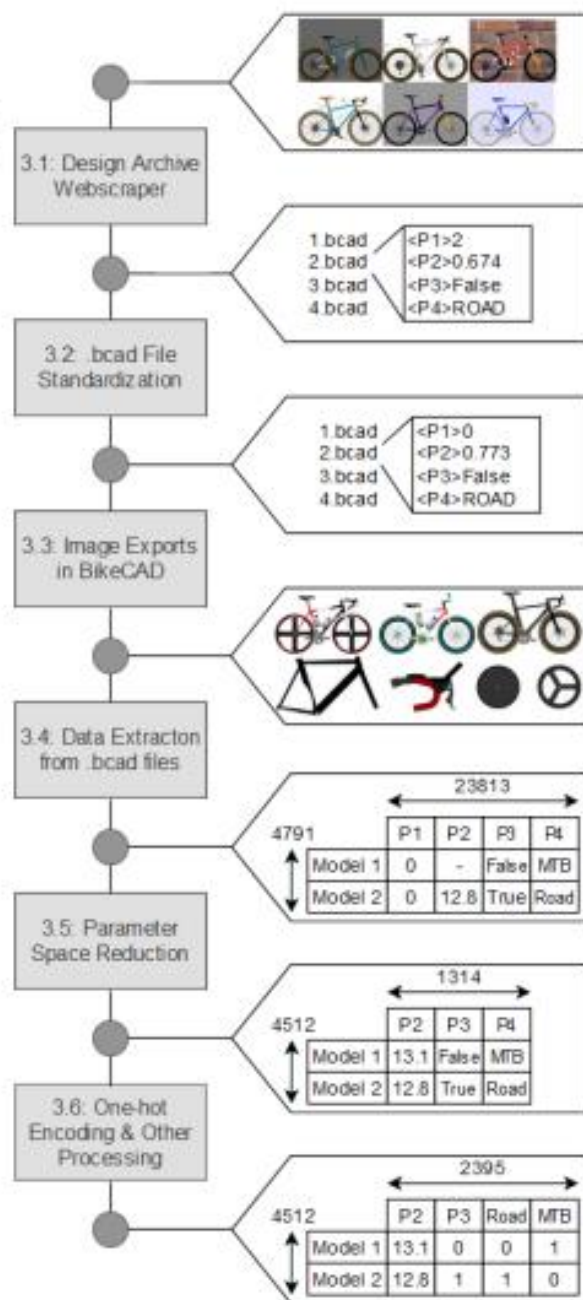 3.1: Design Archive
Webscraper
1.bcad
2.bcad
3.bcad
4.bcad
<P1>2
<P2>0.674
<P3>False
<P4>ROAD
3.2: .bcad File
Standardization
1.bcad
2.bcad
3.bcad
4.bcad
<P1>0
<P2>0.773
<P3>False
<P4>ROAD
3.3: Image Exports
in BikeCAD
3.4: Data Extracton
from .bcad files
23813
4791
P1 P2 P3 P4
Model 1 0 - False MTB
Model 2 0 12.8 True Road
3.5: Parameter
Space Reduction
1314
4512
P2 P3 P4
Model 1 13.1 False MTB
Model 2 12.8 True Road
3.6: One-hot
Encoding & Other
Processing
2395
4512
P2 P3 Road MTB
Model 1 13.1 0 0 1
Model 2 12.8 1 1 0